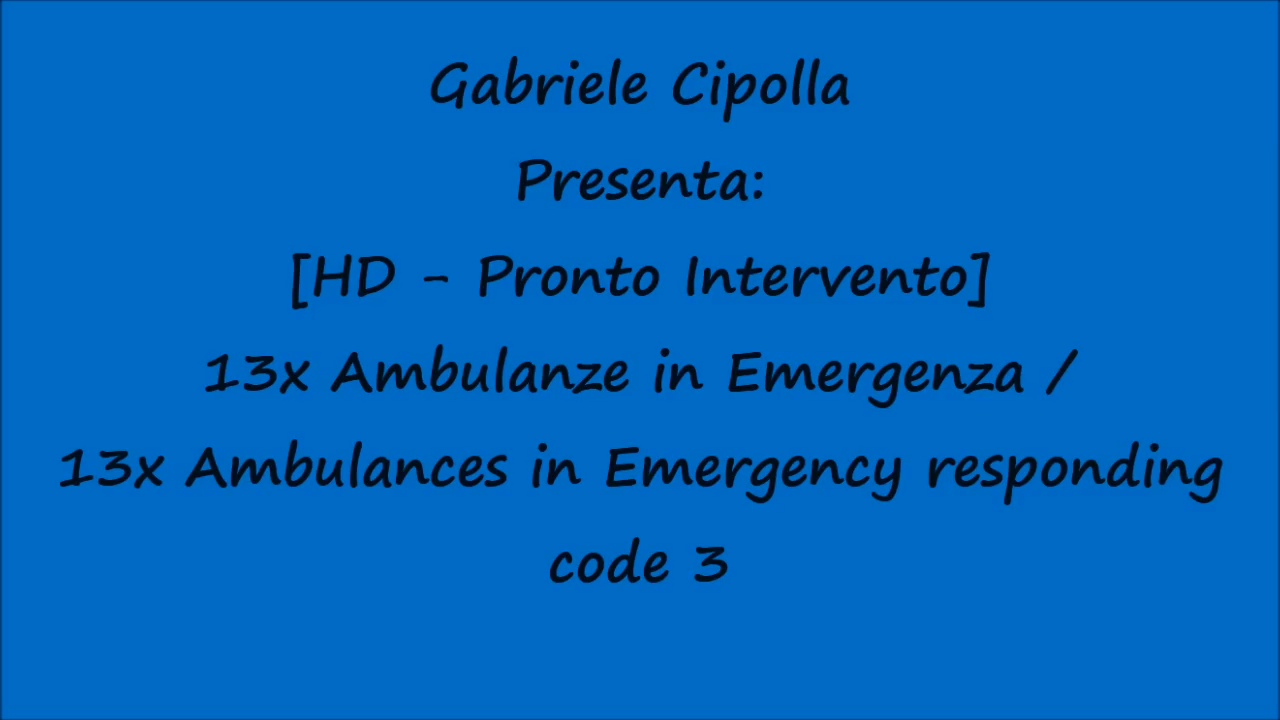 Gabriele Cipolla
Presenta:
[HD - Pronto Intervento]
13x Ambulanze in Emergenza /
13x Ambulances in Emergency responding
code 3